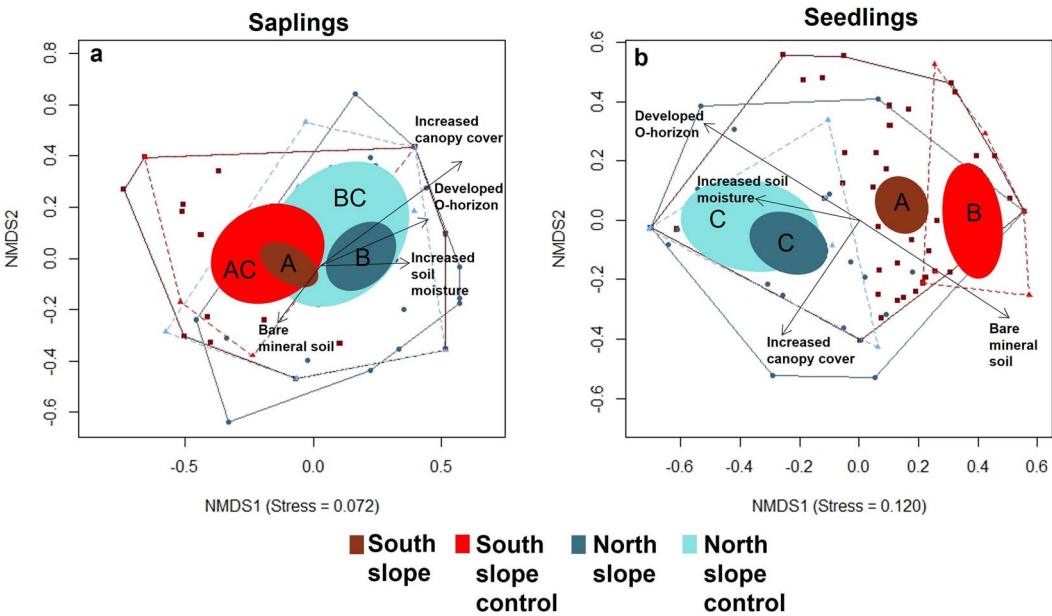 Saplings
Seedlings
a
0.8
0.6
0.4
0.2
0.0
-0.2
-0.4
-0.6
NMDS2
Increased
canopy cover
Developed
O-horizon
Increased
soil
moisture
Bare
mineral soil
BC
B
A
AC
-0.5
0.0
0.5
NMDS1 (Stress = 0.072)
b
0.6
0.4
0.2
0.0
-0.2
-0.4
-0.6
NMDS2
Developed
O-horizon
Increased soil
moisture
Increased
canopy cover
Bare
mineral
soil
C
C
A
B
-0.6
-0.4
-0.2
0.0
0.2
0.4
0.6
NMDS1 (Stress = 0.120)
South
slope
South
slope
control
North
slope
North
slope
control